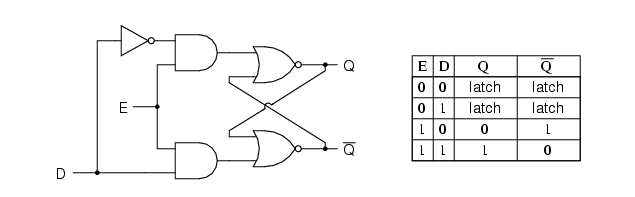 Q
E
Q̅
D
E D Q Q̅
0 0 latch latch
0 1 latch latch
1 0 0 1
1 1 1 0